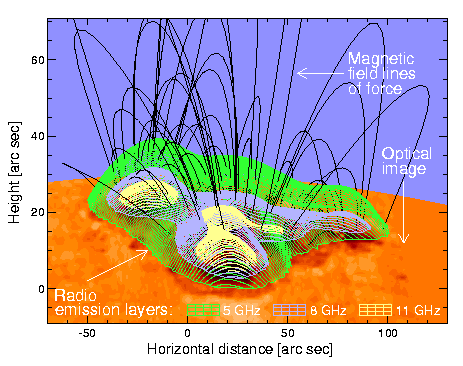 Magnetic
field lines
of force
Optical
image
Radio
emission layers:
5 GHz
8 GHz
11 GHz
Height [arc sec]
60
40
20
0
-50
0
50
100
Horizontal distance [arc sec]